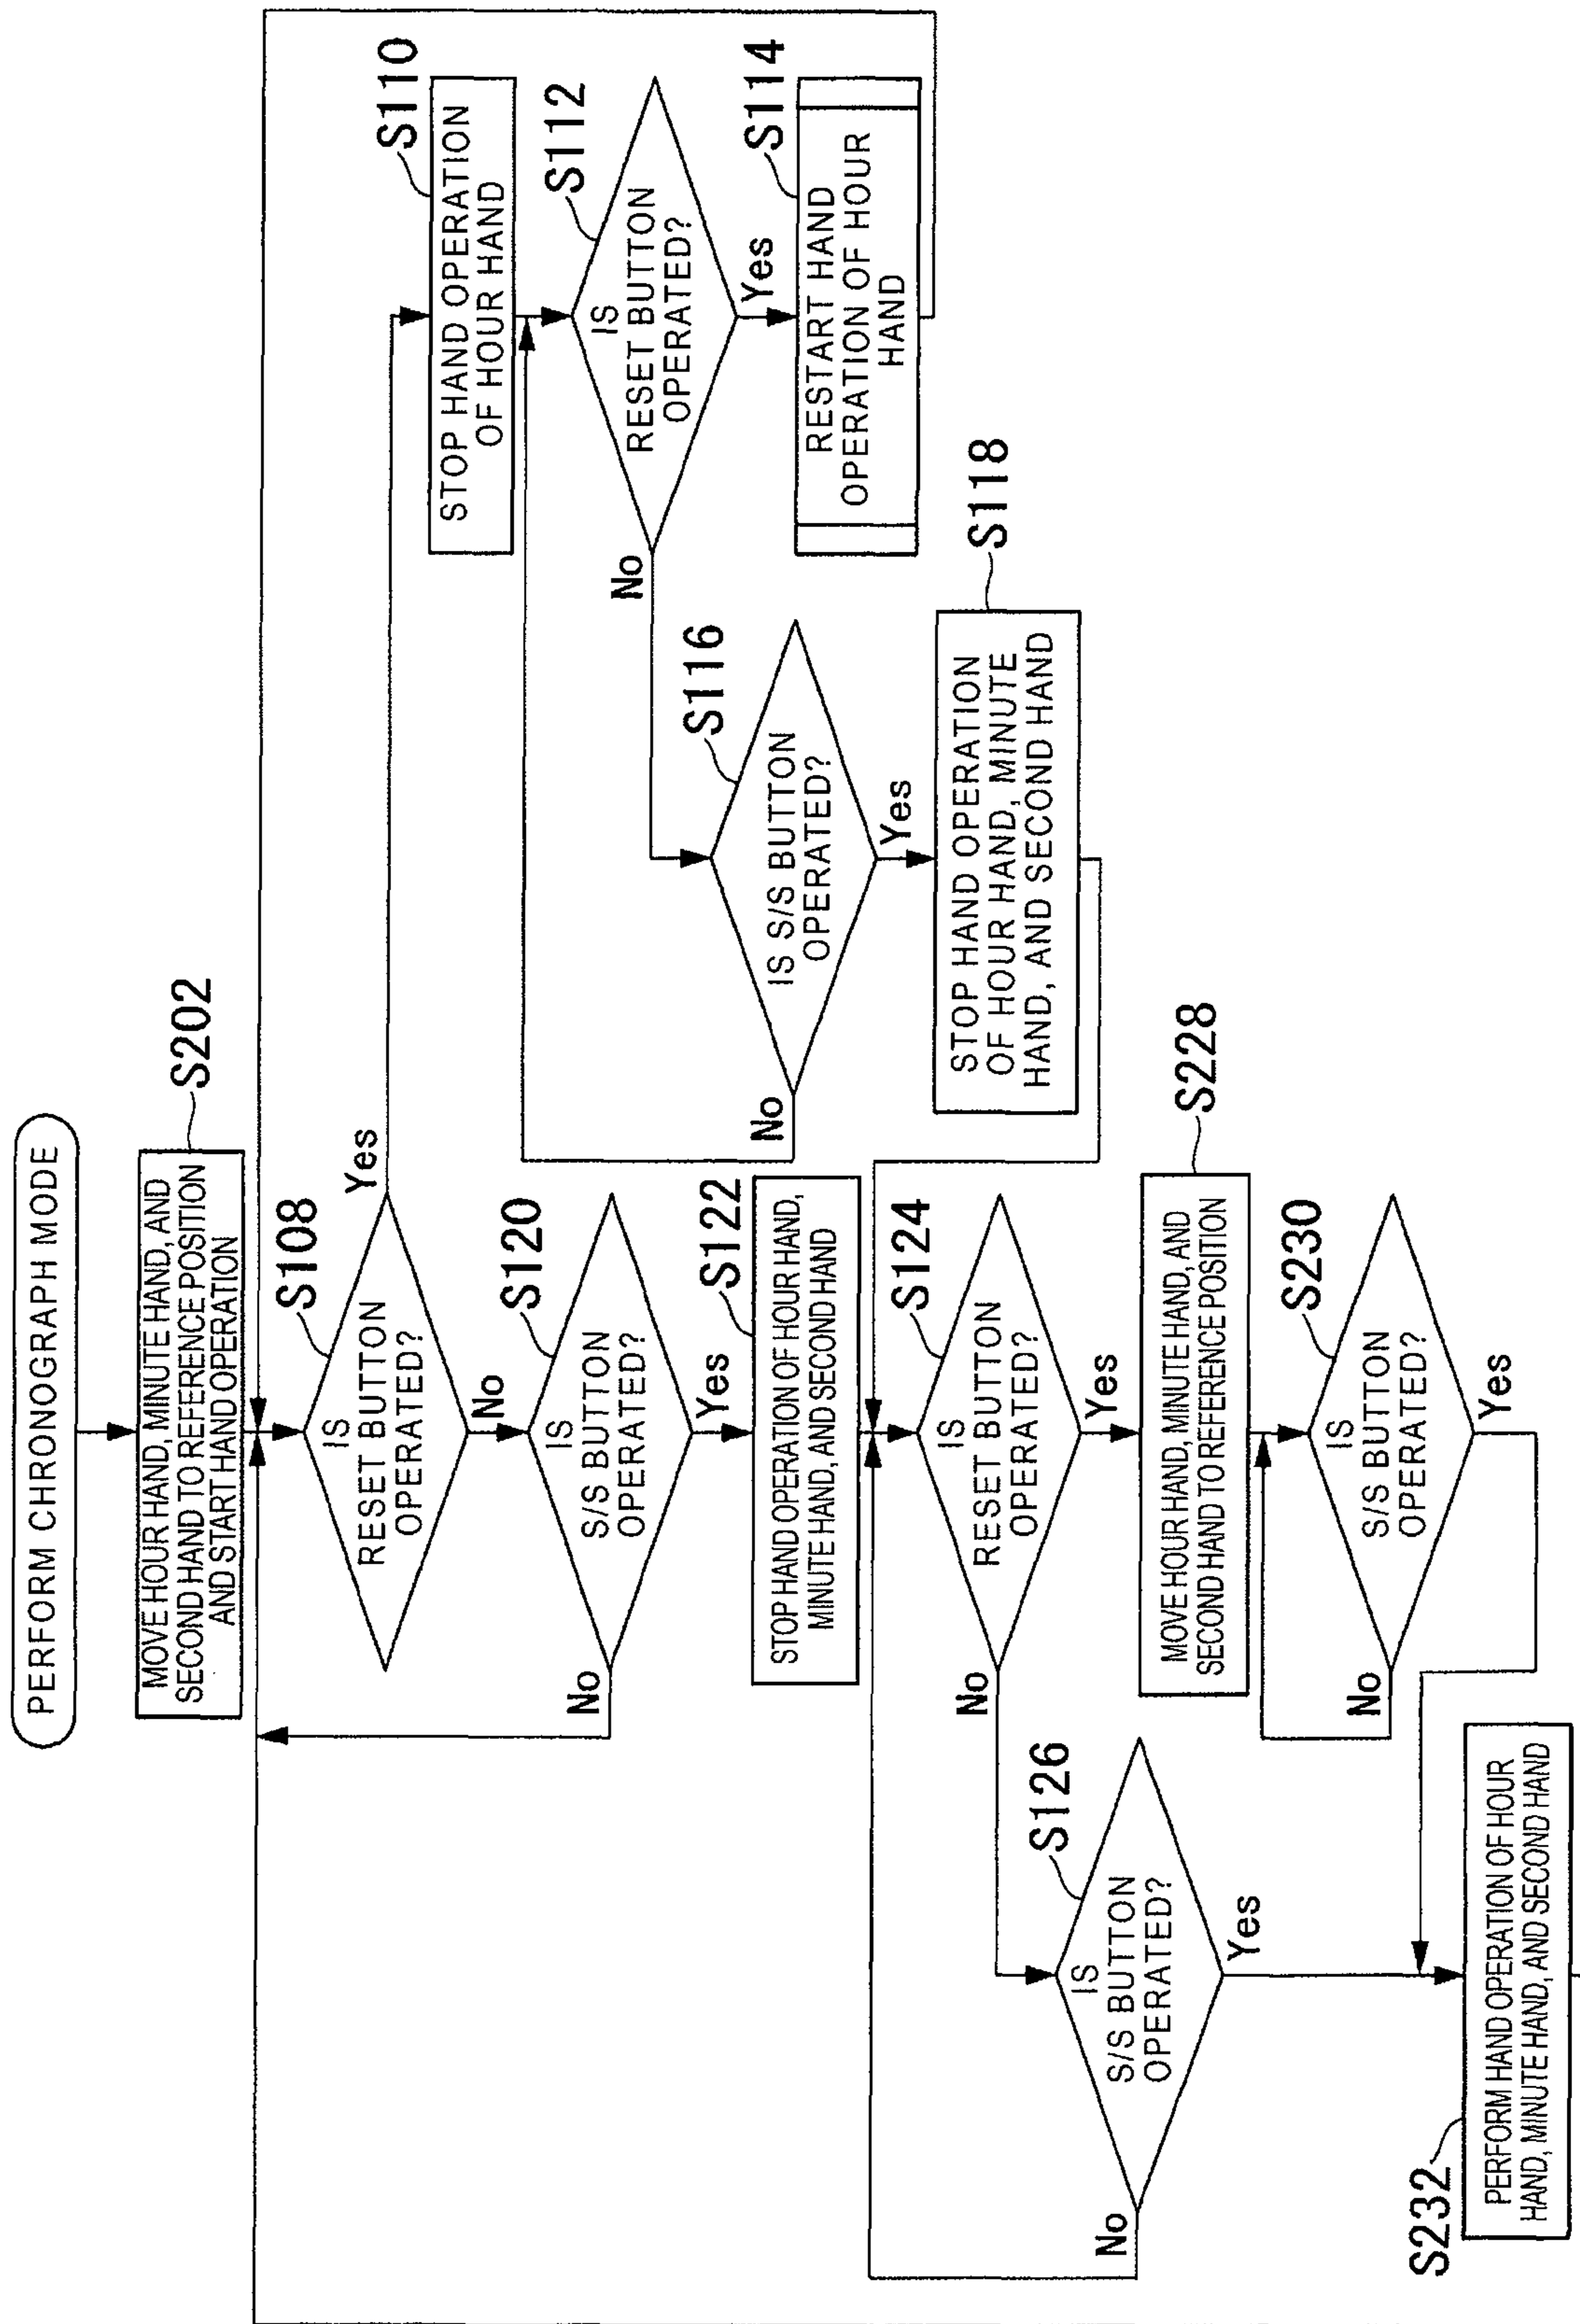 PERFORM CHRONOGRAPH MODE
S202
MOVE HOUR HAND, MINUTE HAND, AND
SECOND HAND TO REFERENCE POSITION
AND START HAND OPERATION
S108
IS
RESET BUTTON
OPERATED?
Yes
No
S110
STOP HAND OPERATION
OF HOUR HAND
S112
IS
RESET BUTTON
OPERATED?
No
Yes
S114
RESTART HAND
OPERATION OF HOUR
HAND
S116
IS S/S BUTTON
OPERATED?
No
Yes
S118
STOP HAND OPERATION
OF HOUR HAND, MINUTE
HAND, AND SECOND HAND
S120
IS
S/S BUTTON
OPERATED?
No
Yes
S122
STOP HAND OPERATION OF HOUR HAND,
MINUTE HAND, AND SECOND HAND
S124
IS
RESET BUTTON
OPERATED?
No
Yes
S126
IS
S/S BUTTON
OPERATED?
No
Yes
S228
MOVE HOUR HAND, MINUTE HAND, AND
SECOND HAND TO REFERENCE POSITION
S230
IS
S/S BUTTON
OPERATED?
No
Yes
S232
PERFORM HAND OPERATION OF HOUR
HAND, MINUTE HAND, AND SECOND HAND